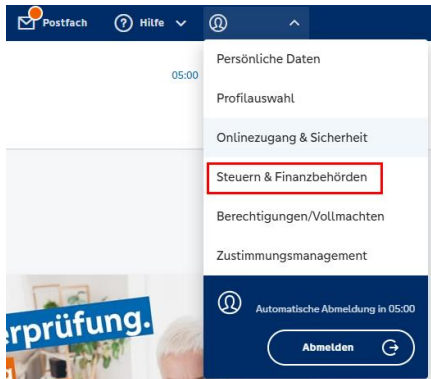 Postfach
Hilfe
05:00
Persönliche Daten
Profilauswahl
Onlinezugang & Sicherheit
Steuern & Finanzbehörden
Berechtigungen/Vollmachten
Zustimmungsmanagement
Automatische Abmeldung in 05:00
Abmelden
rprüfung.